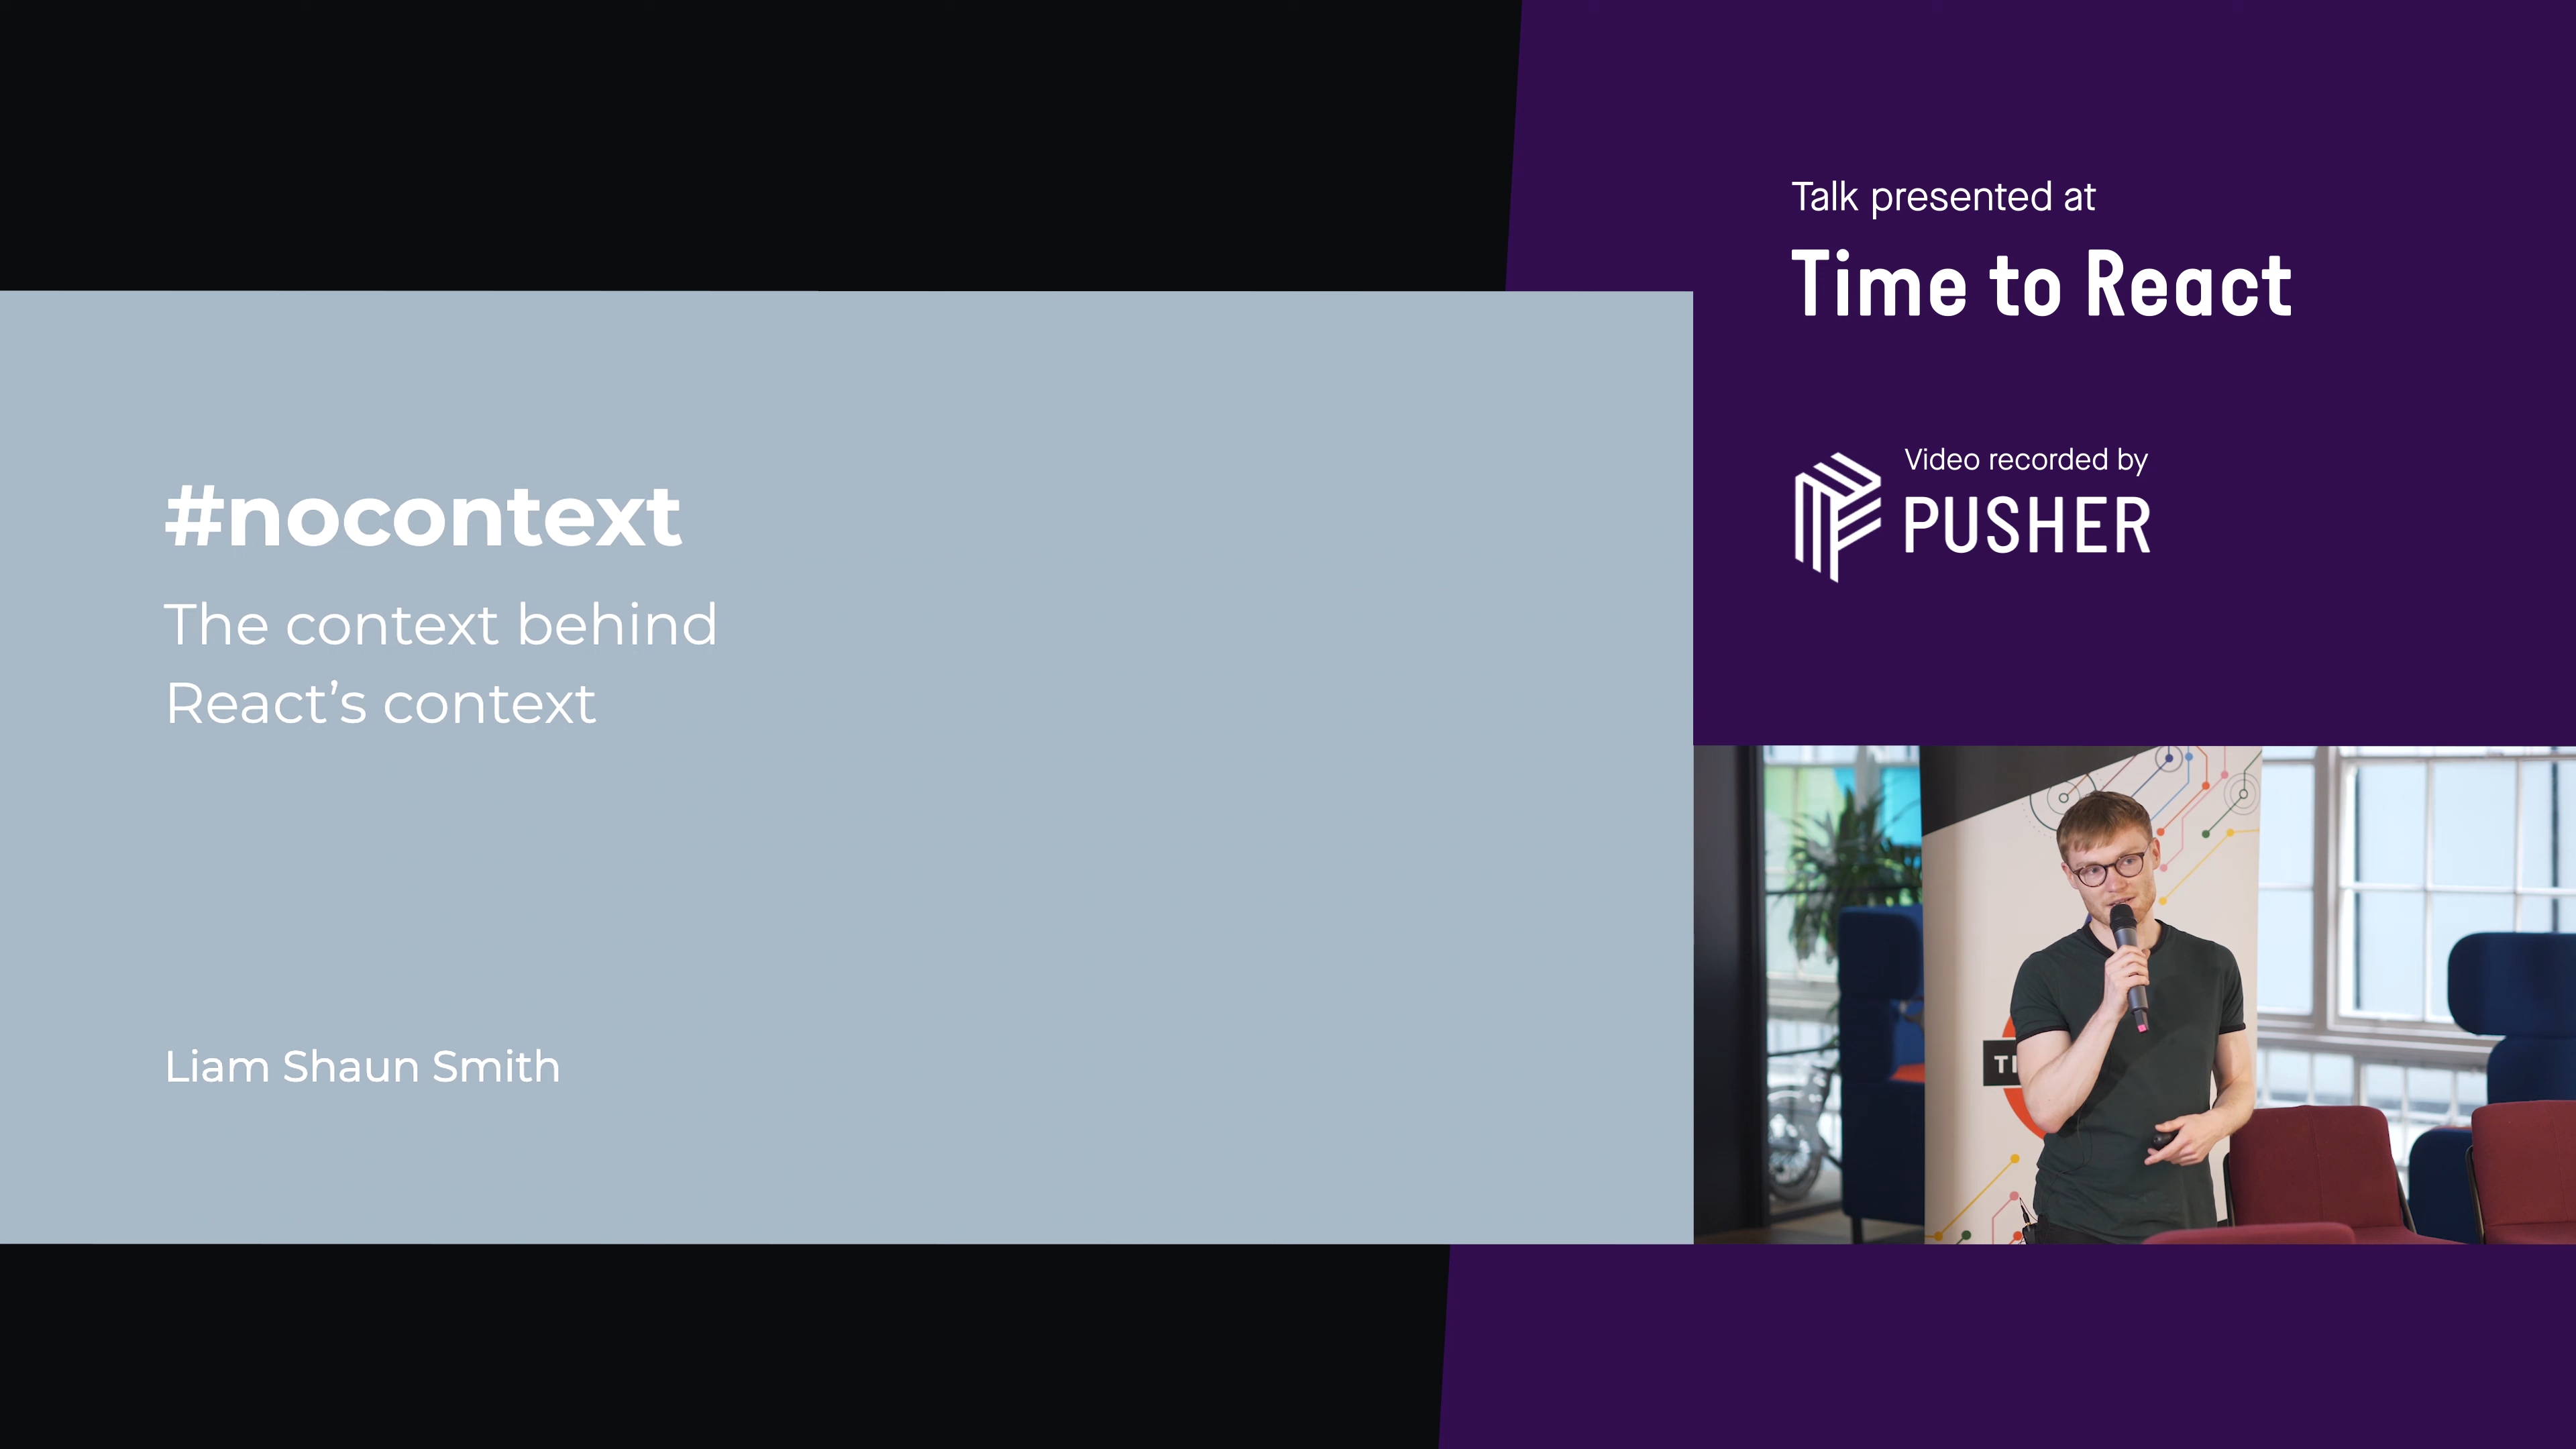 #nocontext
The context behind
React’s context
Liam Shaun Smith
Talk presented at
Time to React
Video recorded by
PUSHER